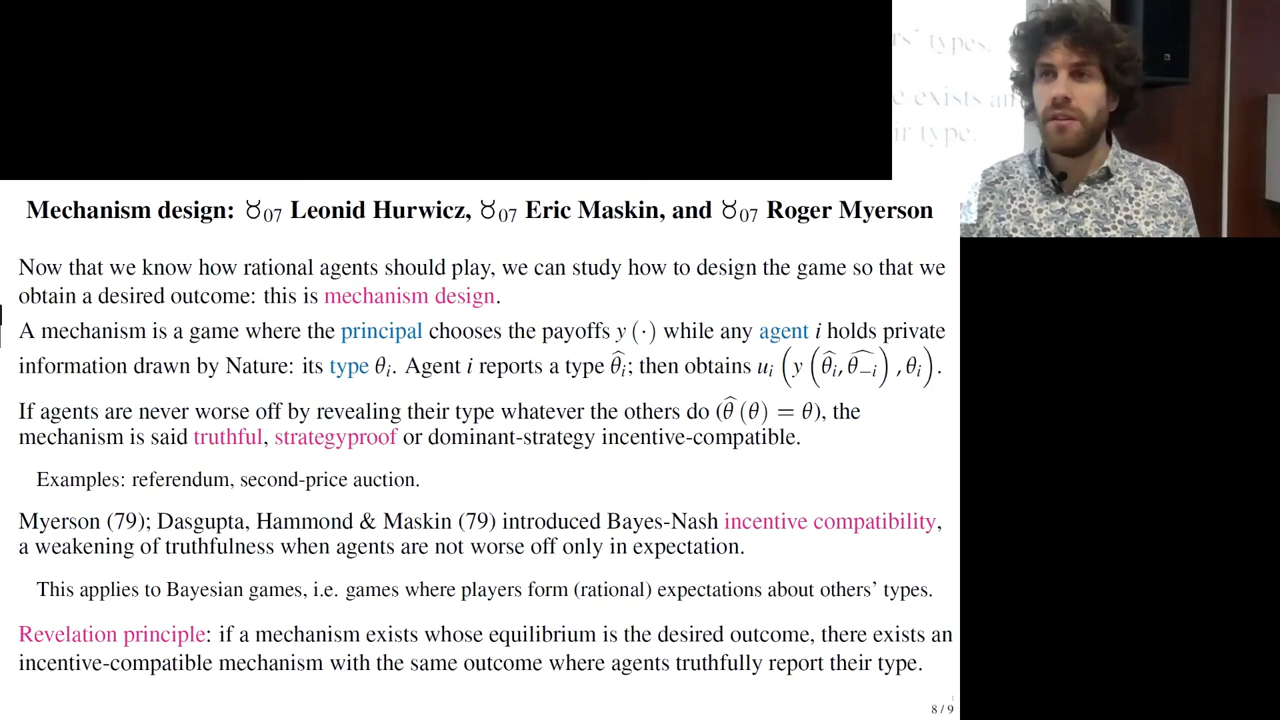 rs' types.
e exists an
ir type.
Mechanism design: ♉07 Leonid Hurwicz, ♉07 Eric Maskin, and ♉07 Roger Myerson
Now that we know how rational agents should play, we can study how to design the game so that we
obtain a desired outcome: this is mechanism design.
A mechanism is a game where the principal chooses the payoffs y (·) while any agent i holds private
information drawn by Nature: its type θᵢ. Agent i reports a type θ̂ᵢ; then obtains uᵢ (y (θ̂ᵢ, θ̂₋ᵢ), θᵢ).
If agents are never worse off by revealing their type whatever the others do (θ̂ (θ) = θ), the
mechanism is said truthful, strategyproof or dominant-strategy incentive-compatible.
Examples: referendum, second-price auction.
Myerson (79); Dasgupta, Hammond & Maskin (79) introduced Bayes-Nash incentive compatibility,
a weakening of truthfulness when agents are not worse off only in expectation.
This applies to Bayesian games, i.e. games where players form (rational) expectations about others' types.
Revelation principle: if a mechanism exists whose equilibrium is the desired outcome, there exists an
incentive-compatible mechanism with the same outcome where agents truthfully report their type.
8 / 9